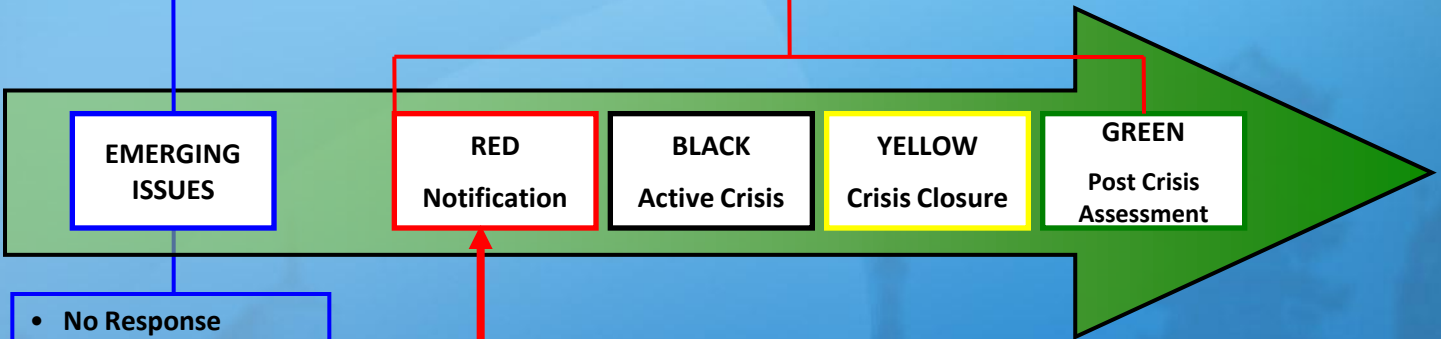 EMERGING
ISSUES
RED
Notification
BLACK
Active Crisis
YELLOW
Crisis Closure
GREEN
Post Crisis
Assessment
• No Response